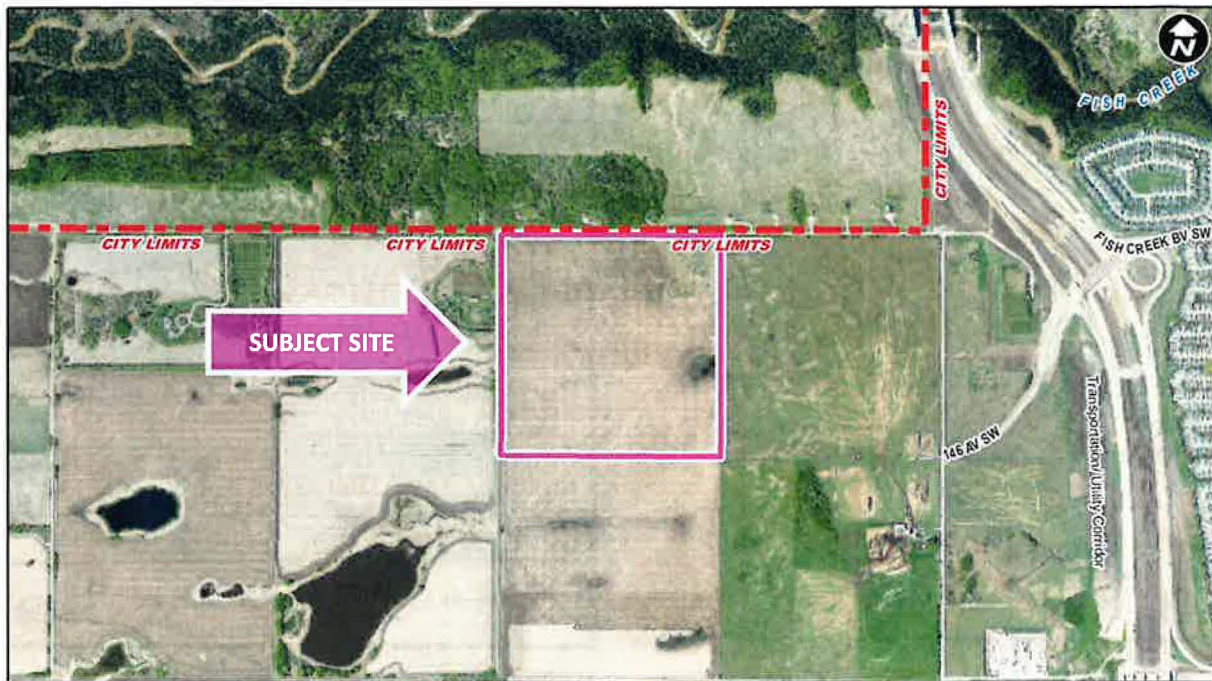 N
FISH CREEK
CITY LIMITS
CITY LIMITS
CITY LIMITS
CITY LIMITS
FISH CREEK BV SW
SUBJECT SITE
146 AV SW
Transportation/Utility Corridor